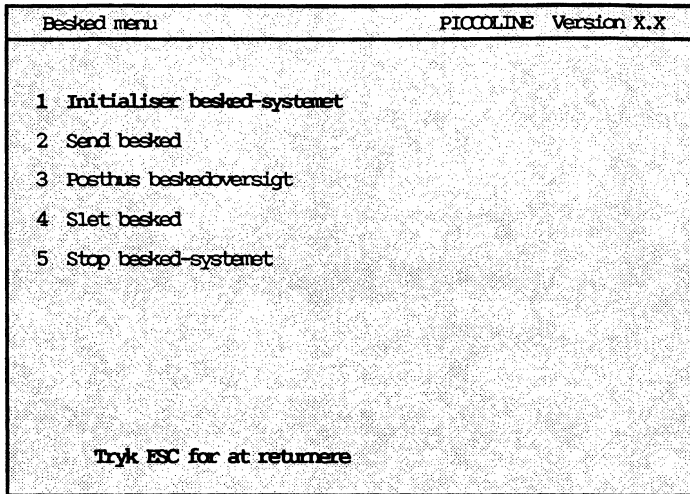 Besked menu PICCOLINE Version X.X
1 Initialiser besked-systemet
2 Send besked
3 Posthus beskedoversigt
4 Slet besked
5 Stop besked-systemet
Tryk ESC for at returnere